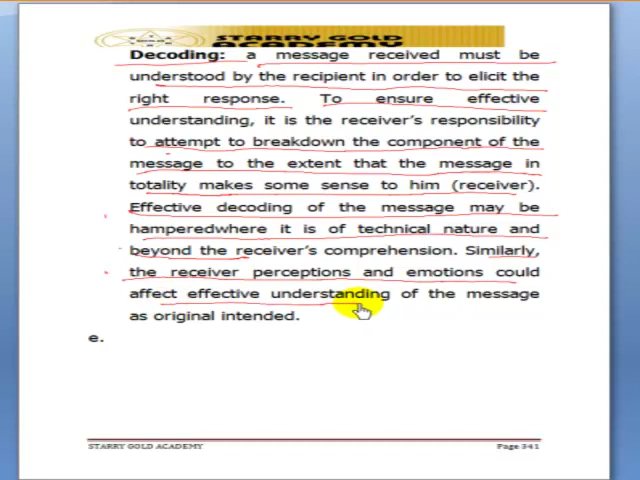 STARRY GOLD
ACADEMY
Decoding: a message received must be
understood by the recipient in order to elicit the
right response. To ensure effective
understanding, it is the receiver's responsibility
to attempt to breakdown the component of the
message to the extent that the message in
totality makes some sense to him (receiver).
Effective decoding of the message may be
hamperedwhere it is of technical nature and
beyond the receiver's comprehension. Similarly,
the receiver perceptions and emotions could
affect effective understanding of the message
as original intended.
e.
STARRY GOLD ACADEMY Page 341